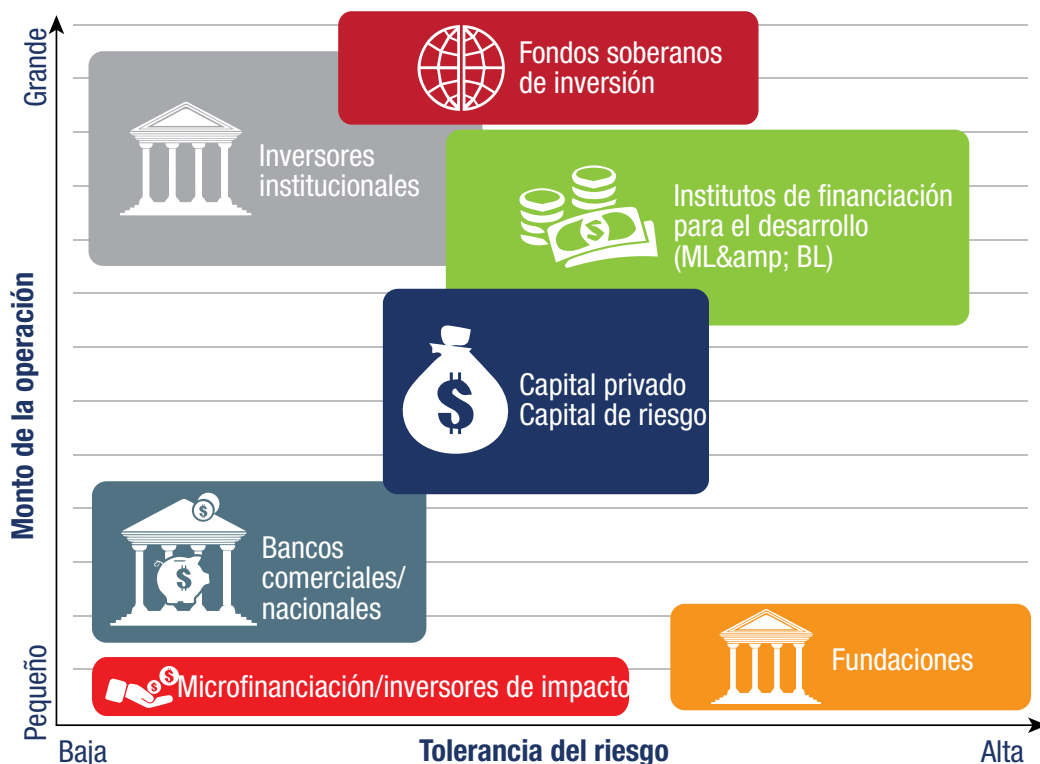 Grande
Fondos soberanos
de inversión
Inversores
institucionales
Institutos de financiación
para el desarrollo
(ML&amp; BL)
Monto de la operación
$
Capital privado
Capital de riesgo
$
$
Bancos
comerciales/
nacionales
Fundaciones
Pequeño
$
$
Microfinanciación/inversores de impacto
$
Baja
Tolerancia del riesgo
Alta